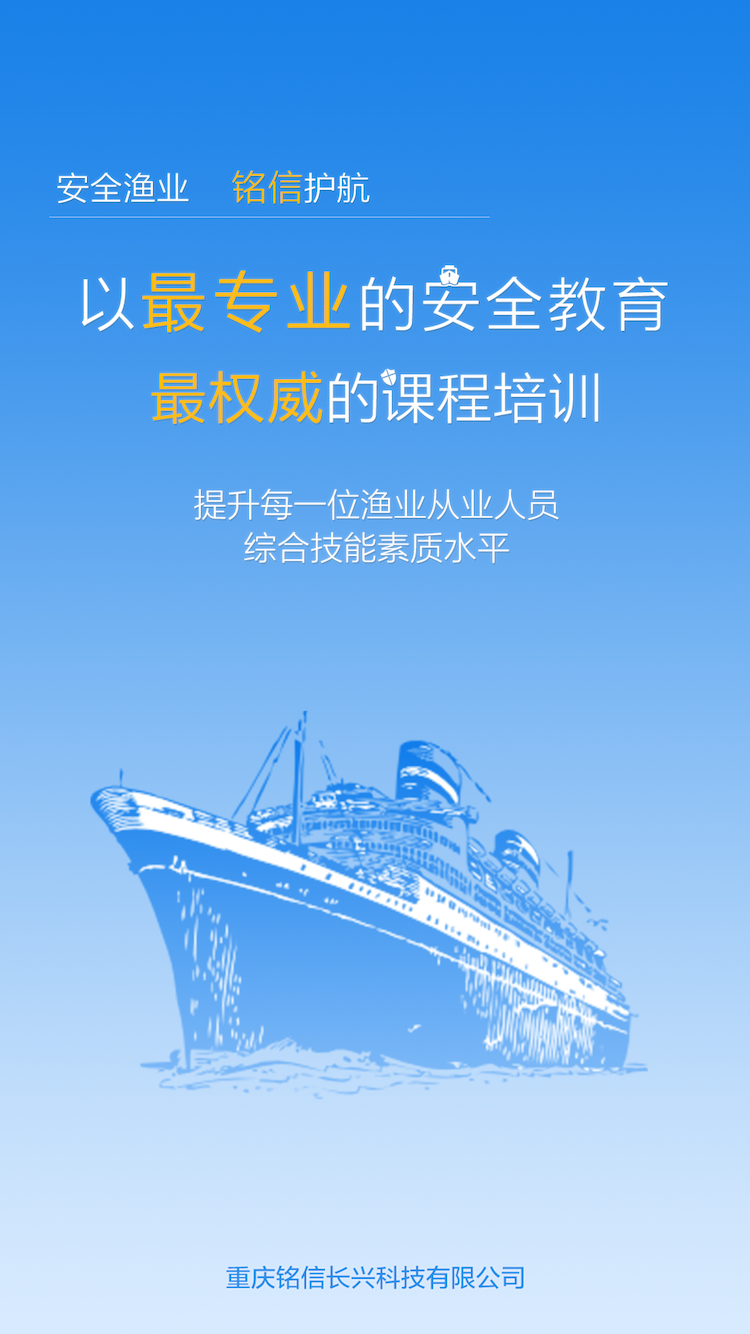 安全渔业 铭信护航
以最专业的安全教育
最权威的课程培训
提升每一位渔业从业人员
综合技能素质水平
重庆铭信长兴科技有限公司